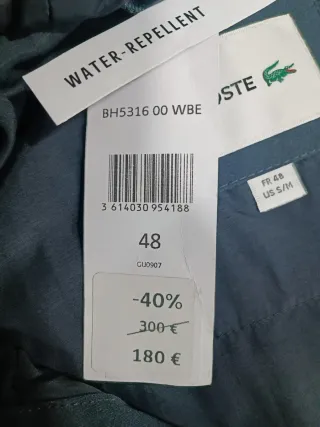 WATER-REPELLENT
BH5316 00 WBE
3 614030 954188
48
GU0907
-40%
300 €
180 €
OSTE
FR 48
US S/M